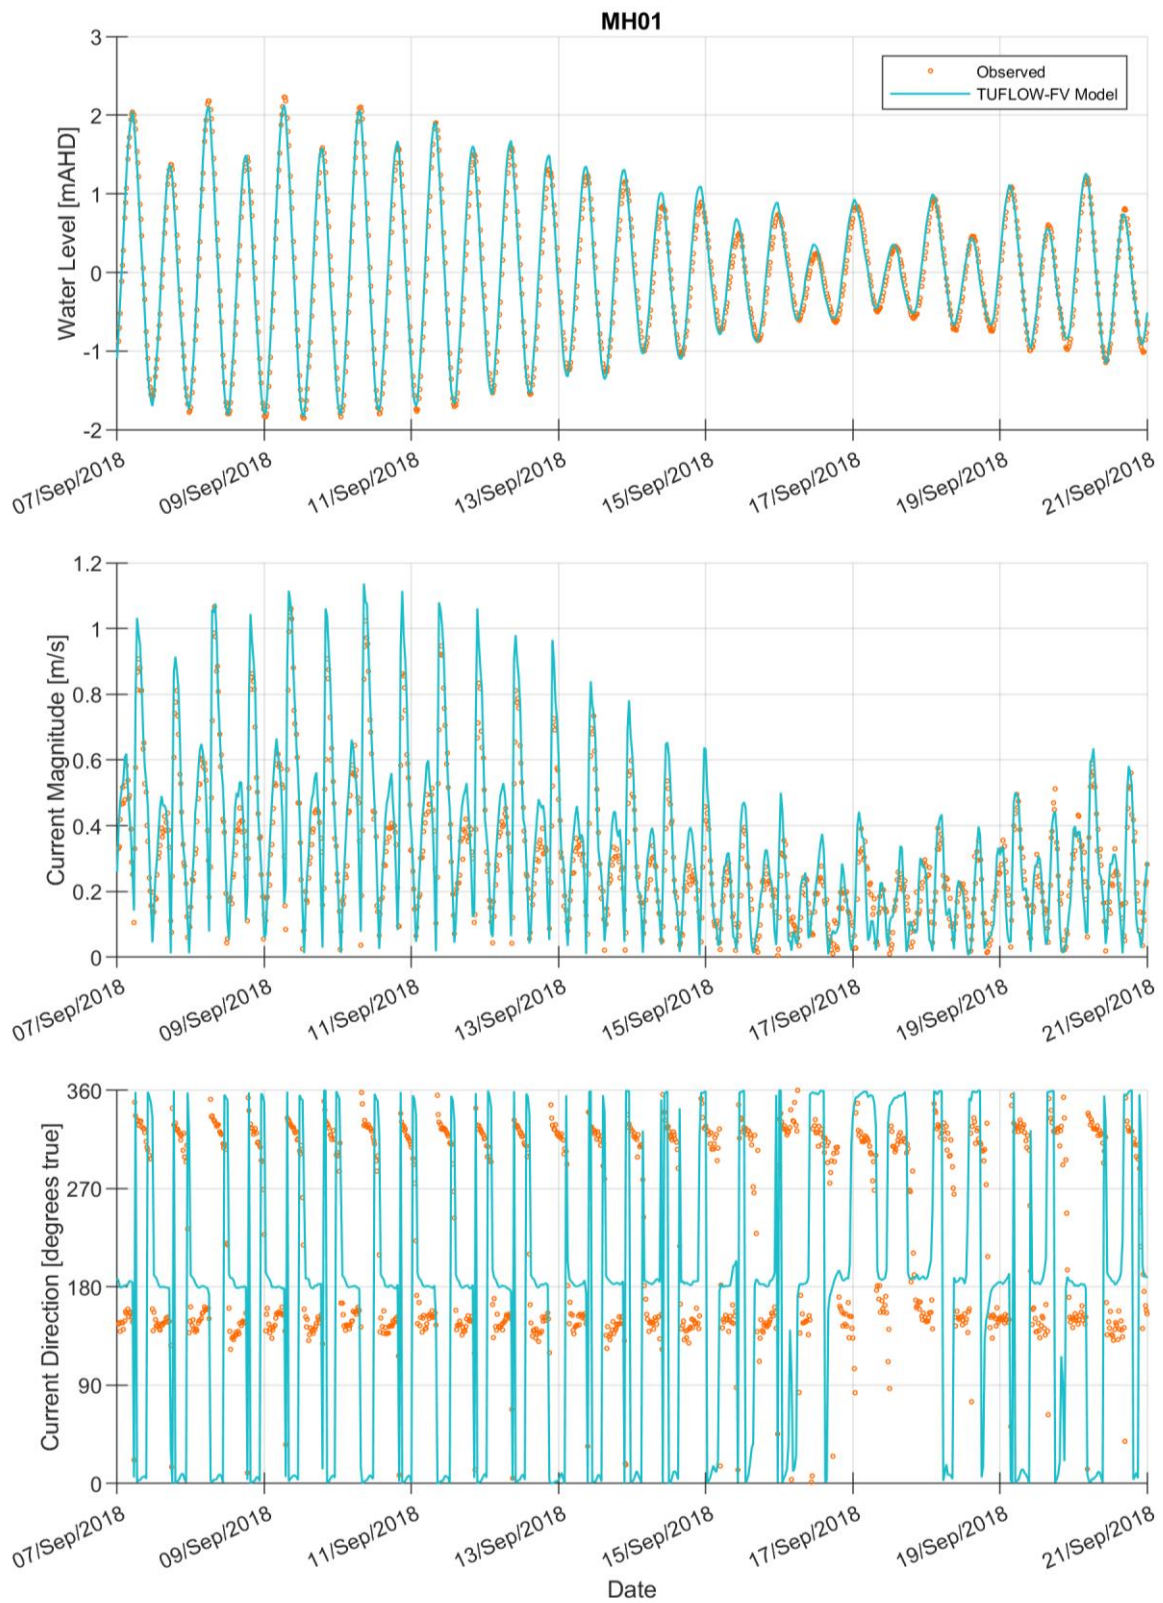 MH01
3
2
1
0
-1
-2
Water Level [mAHD]
Observed
TUFLOW-FV Model
07/Sep/2018
09/Sep/2018
11/Sep/2018
13/Sep/2018
15/Sep/2018
17/Sep/2018
19/Sep/2018
21/Sep/2018
1.2
1
0.8
0.6
0.4
0.2
0
Current Magnitude [m/s]
07/Sep/2018
09/Sep/2018
11/Sep/2018
13/Sep/2018
15/Sep/2018
17/Sep/2018
19/Sep/2018
21/Sep/2018
360
270
180
90
0
Current Direction [degrees true]
07/Sep/2018
09/Sep/2018
11/Sep/2018
13/Sep/2018
15/Sep/2018
17/Sep/2018
19/Sep/2018
21/Sep/2018
Date